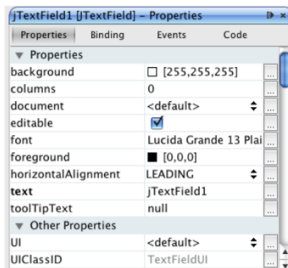 jTextField1 [JTextField] – Properties
Properties Binding Events Code
Properties
background [255,255,255] ...
columns 0 ...
document <default> ...
editable ...
font Lucida Grande 13 Plai ...
foreground [0,0,0] ...
horizontalAlignment LEADING ...
text jTextField1 ...
toolTipText null ...
Other Properties
UI <default> ...
UIClassID TextFieldUI ...